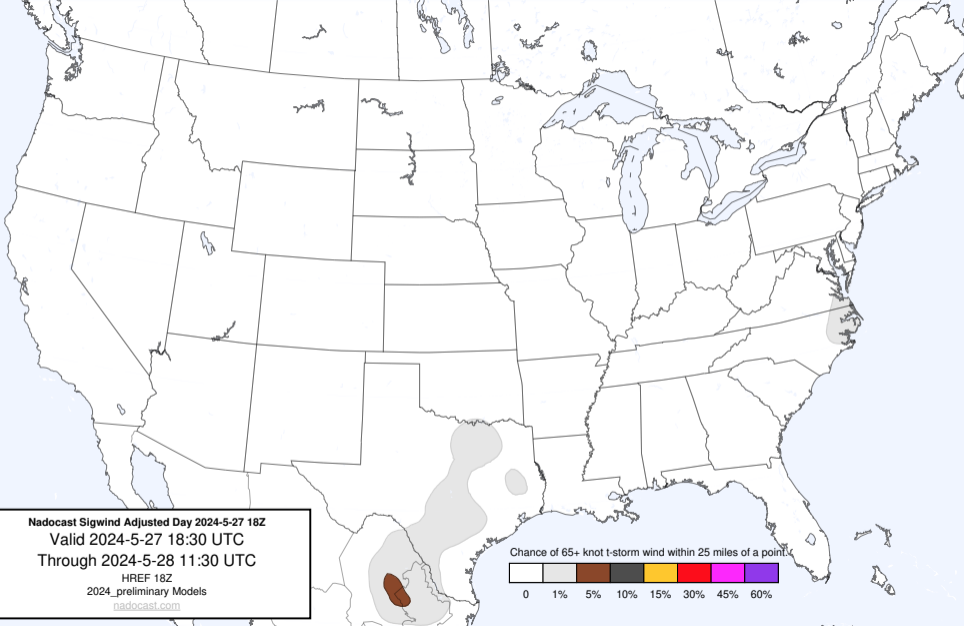 Nadocast Sigwind Adjusted Day 2024-5-27 18Z
Valid 2024-5-27 18:30 UTC
Through 2024-5-28 11:30 UTC
HREF 18Z
2024_preliminary Models
nadocast.com
Chance of 65+ knot t-storm wind within 25 miles of a point.
0 1% 5% 10% 15% 30% 45% 60%